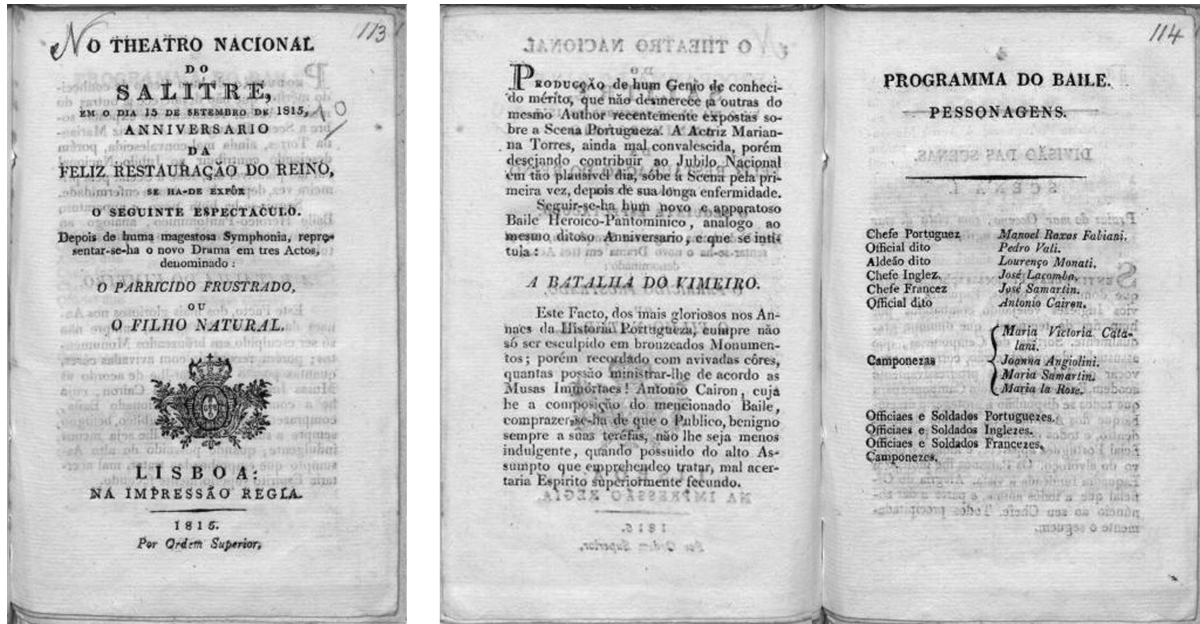 113
NO THEATRO NACIONAL
DO
SALITRE,
EM O DIA 15 DE SETEMBRO DE 1815,
ANNIVERSARIO
DA
FELIZ RESTAURAÇÃO DO REINO,
SE HA-DE EXPÔR
O SEGUINTE ESPECTACULO.
Depois de huma magestosa Symphonia, repre-
sentar-se-ha o novo Drama em tres Actos,
denominado:
O PARRICIDO FRUSTRADO,
OU
O FILHO NATURAL.
LISBOA:
NA IMPRESSÃO REGIA.
1815.
Por Ordem Superior,
PRODUCÇÃO de hum Genio de conheci-
do mérito, que não desmerece a outras do
mesmo Author recentemente expostas so-
bre a Scena Portugueza. A Actriz Marian-
na Torres, ainda mal convalescida, porém
desejando contribuir ao Jubilo Nacional
em tão plausivel dia, sóbe á Scena pela pri-
meira vez, depois de sua longa enfermidade.
Seguir-se-ha hum novo e apparatoso
Baile Heroico-Pantomimico, analogo ao
mesmo ditoso Anniversario, e que se inti-
tula:
A BATALHA DO VIMEIRO.
Este Facto, dos mais gloriosos nos An-
naes da Historia Portugueza, cumpre não
só ser esculpido em bronzeados Monumen-
tos; porém recordado com avivadas côres,
quantas possão ministrar-lhe de acordo as
Musas Immortaes! Antonio Cairon, cuja
he a composição do mencionado Baile,
comprazer-se-ha de que o Publico, benigno
sempre a suas taréfas, não lhe seja menos
indulgente, quando possuido do alto As-
sumpto que emprehendeo tratar, mal acer-
taria Espirito superiormente fecundo.
114
PROGRAMMA DO BAILE.
PESSONAGENS.
Chefe Portuguez Manoel Raxos Fabiani.
Official dito Pedro Vali.
Aldeão dito Lourenço Monati.
Chefe Inglez. José Lacomba.
Chefe Francez José Samartin.
Official dito Antonio Cairon.
Camponezas { Maria Victoria Cata-
lani.
Joanna Angiolini.
Maria Samartin.
Maria la Rose.
Officiaes e Soldados Portuguezes.
Officiaes e Soldados Inglezes.
Officiaes e Soldados Francezes.
Camponezes.